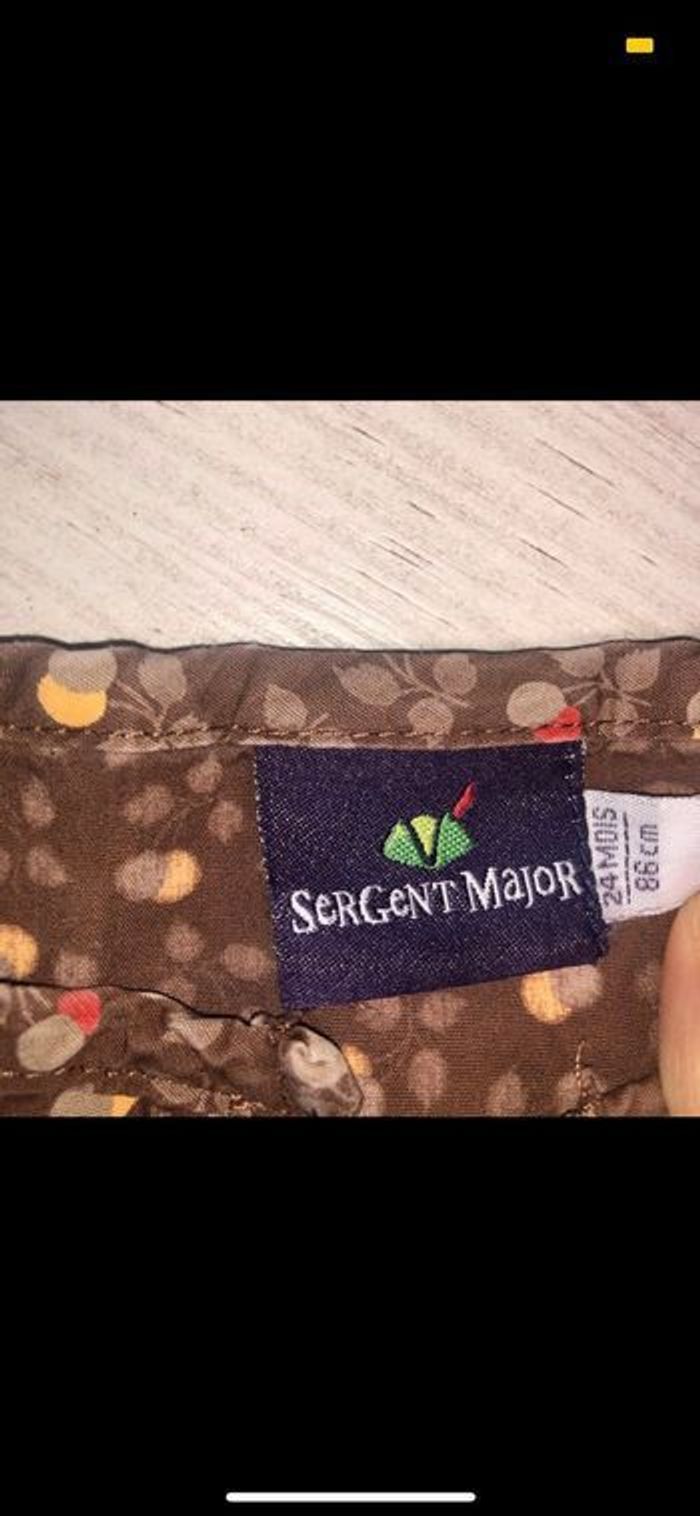 SerGeNT MaJoR
24 MOIS
86 cm